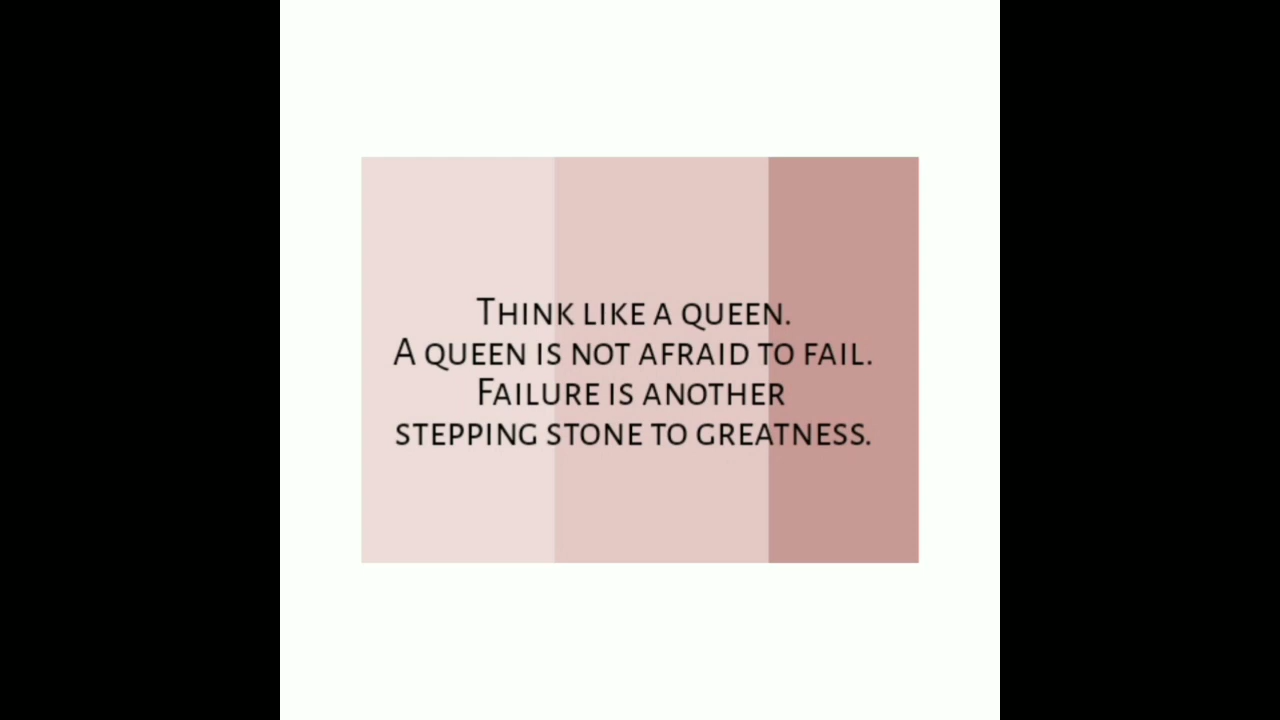 Think like a queen.
A queen is not afraid to fail.
Failure is another
stepping stone to greatness.